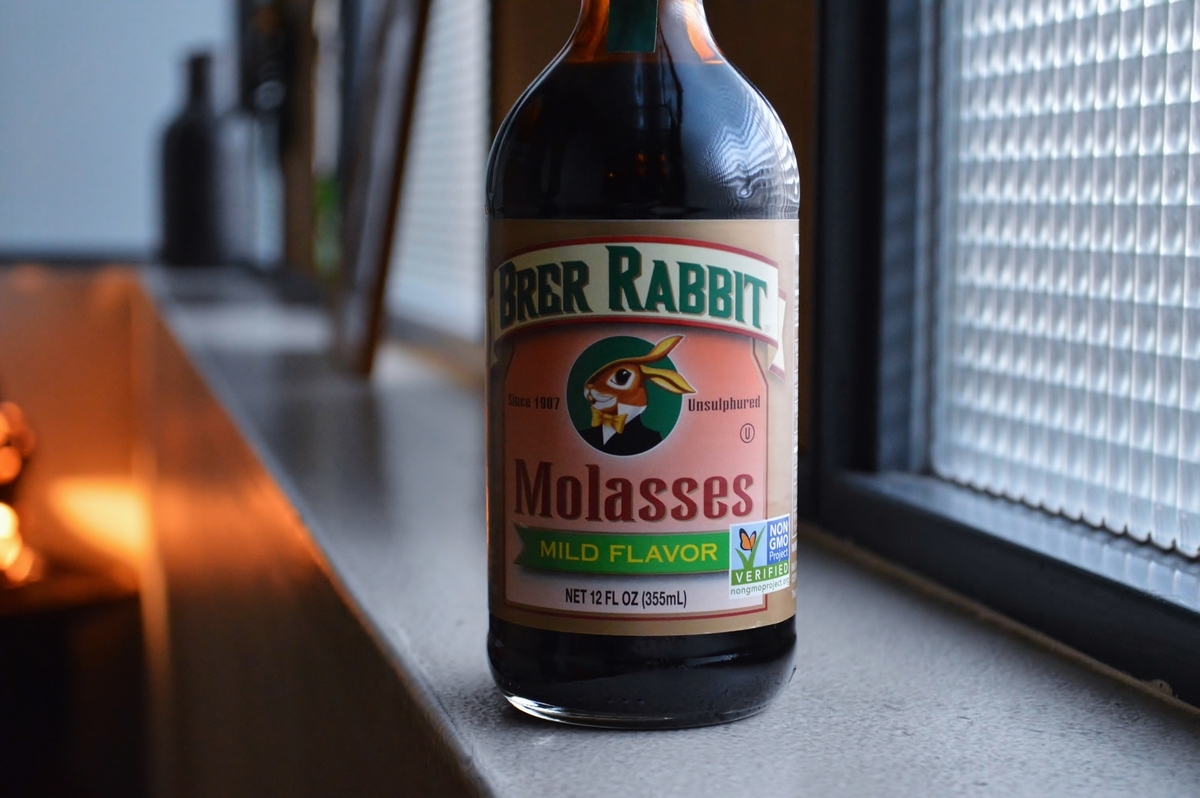 BRER RABBIT
Since 1907
Unsulphured
U
Molasses
MILD FLAVOR
NON
GMO
Project
VERIFIED
nongmoproject.org
NET 12 FL OZ (355mL)